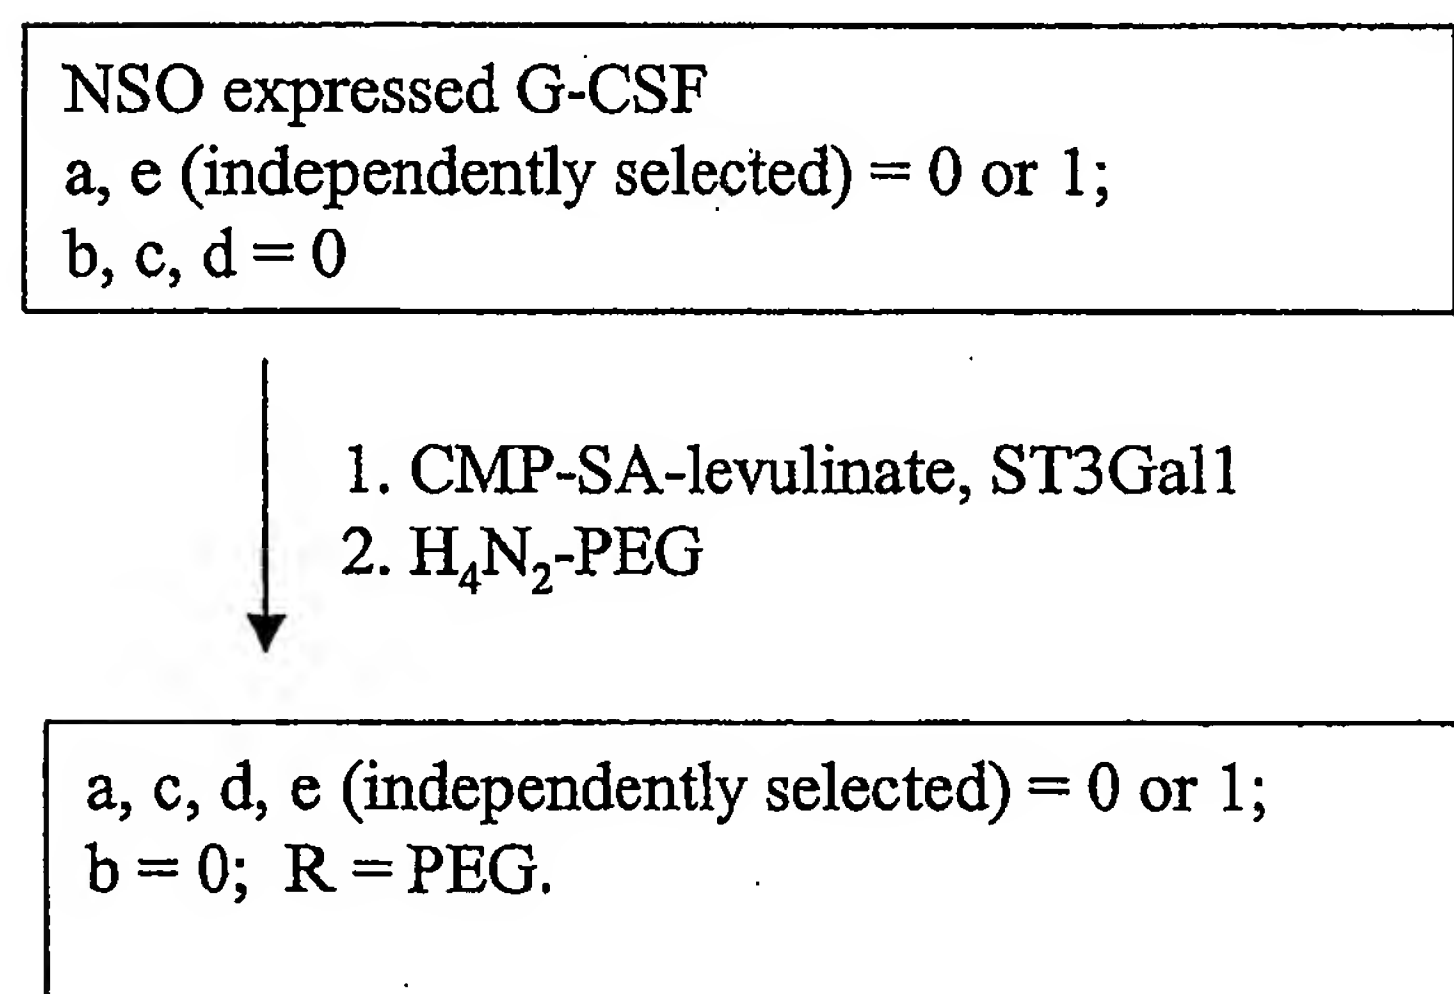 NSO expressed G-CSF
a, e (independently selected) = 0 or 1;
b, c, d = 0
1. CMP-SA-levulinate, ST3Gal1
2. H₄N₂-PEG
a, c, d, e (independently selected) = 0 or 1;
b = 0; R = PEG.